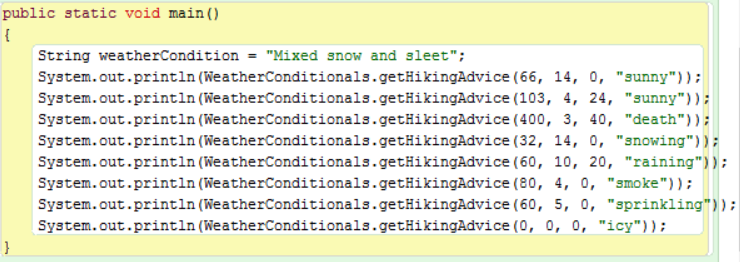 public static void main()
{
String weatherCondition = "Mixed snow and sleet";
System.out.println(WeatherConditionals.getHikingAdvice(66, 14, 0, "sunny"));
System.out.println(WeatherConditionals.getHikingAdvice(103, 4, 24, "sunny"));
System.out.println(WeatherConditionals.getHikingAdvice(400, 3, 40, "death"));
System.out.println(WeatherConditionals.getHikingAdvice(32, 14, 0, "snowing"));
System.out.println(WeatherConditionals.getHikingAdvice(60, 10, 20, "raining"));
System.out.println(WeatherConditionals.getHikingAdvice(80, 4, 0, "smoke"));
System.out.println(WeatherConditionals.getHikingAdvice(60, 5, 0, "sprinkling"));
System.out.println(WeatherConditionals.getHikingAdvice(0, 0, 0, "icy"));
}